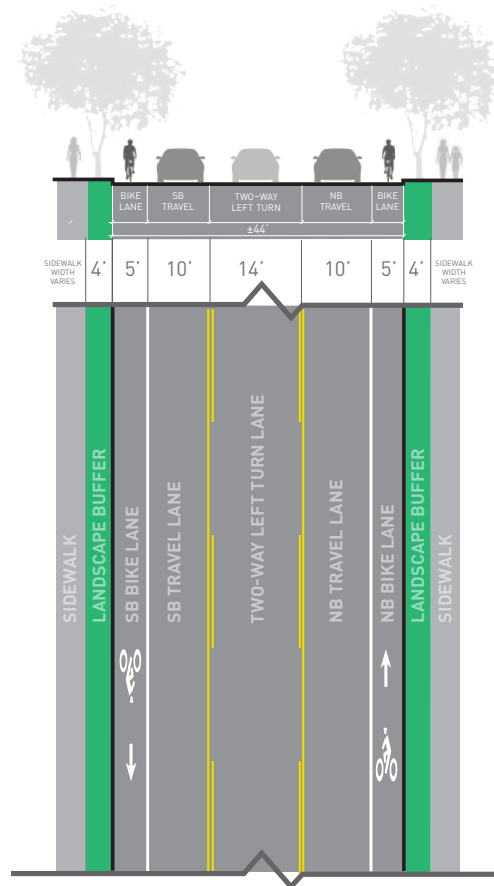 BIKE
LANE
SB
TRAVEL
TWO-WAY
LEFT TURN
NB
TRAVEL
BIKE
LANE
±44'
SIDEWALK
WIDTH
VARIES
4'
5'
10'
14'
10'
5'
4'
SIDEWALK
WIDTH
VARIES
SIDEWALK
LANDSCAPE BUFFER
SB BIKE LANE
SB TRAVEL LANE
TWO-WAY LEFT TURN LANE
NB TRAVEL LANE
NB BIKE LANE
LANDSCAPE BUFFER
SIDEWALK